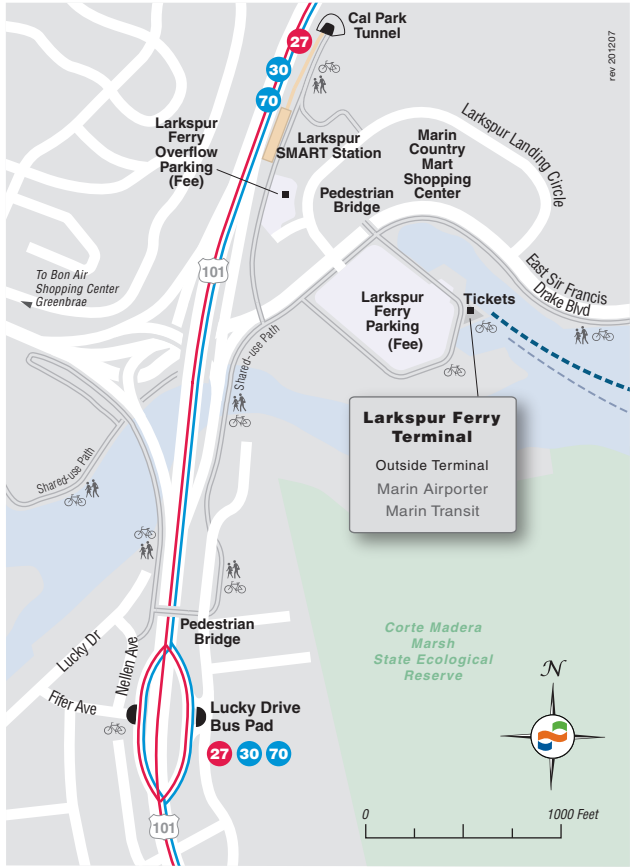 Cal Park
Tunnel
rev 201207
27
30
70
Larkspur
Ferry
Overflow
Parking
(Fee)
Larkspur
SMART Station
Marin
Country
Mart
Shopping
Center
Larkspur Landing Circle
Pedestrian
Bridge
101
To Bon Air
Shopping Center
Greenbrae
East Sir Francis
Drake Blvd
Larkspur
Ferry
Parking
(Fee)
Tickets
Shared-use Path
Larkspur Ferry
Terminal
Outside Terminal
Marin Airporter
Marin Transit
Shared-use Path
Pedestrian
Bridge
Lucky Dr
Nellen Ave
Fifer Ave
Corte Madera
Marsh
State Ecological
Reserve
N
Lucky Drive
Bus Pad
27 30 70
101
0 1000 Feet